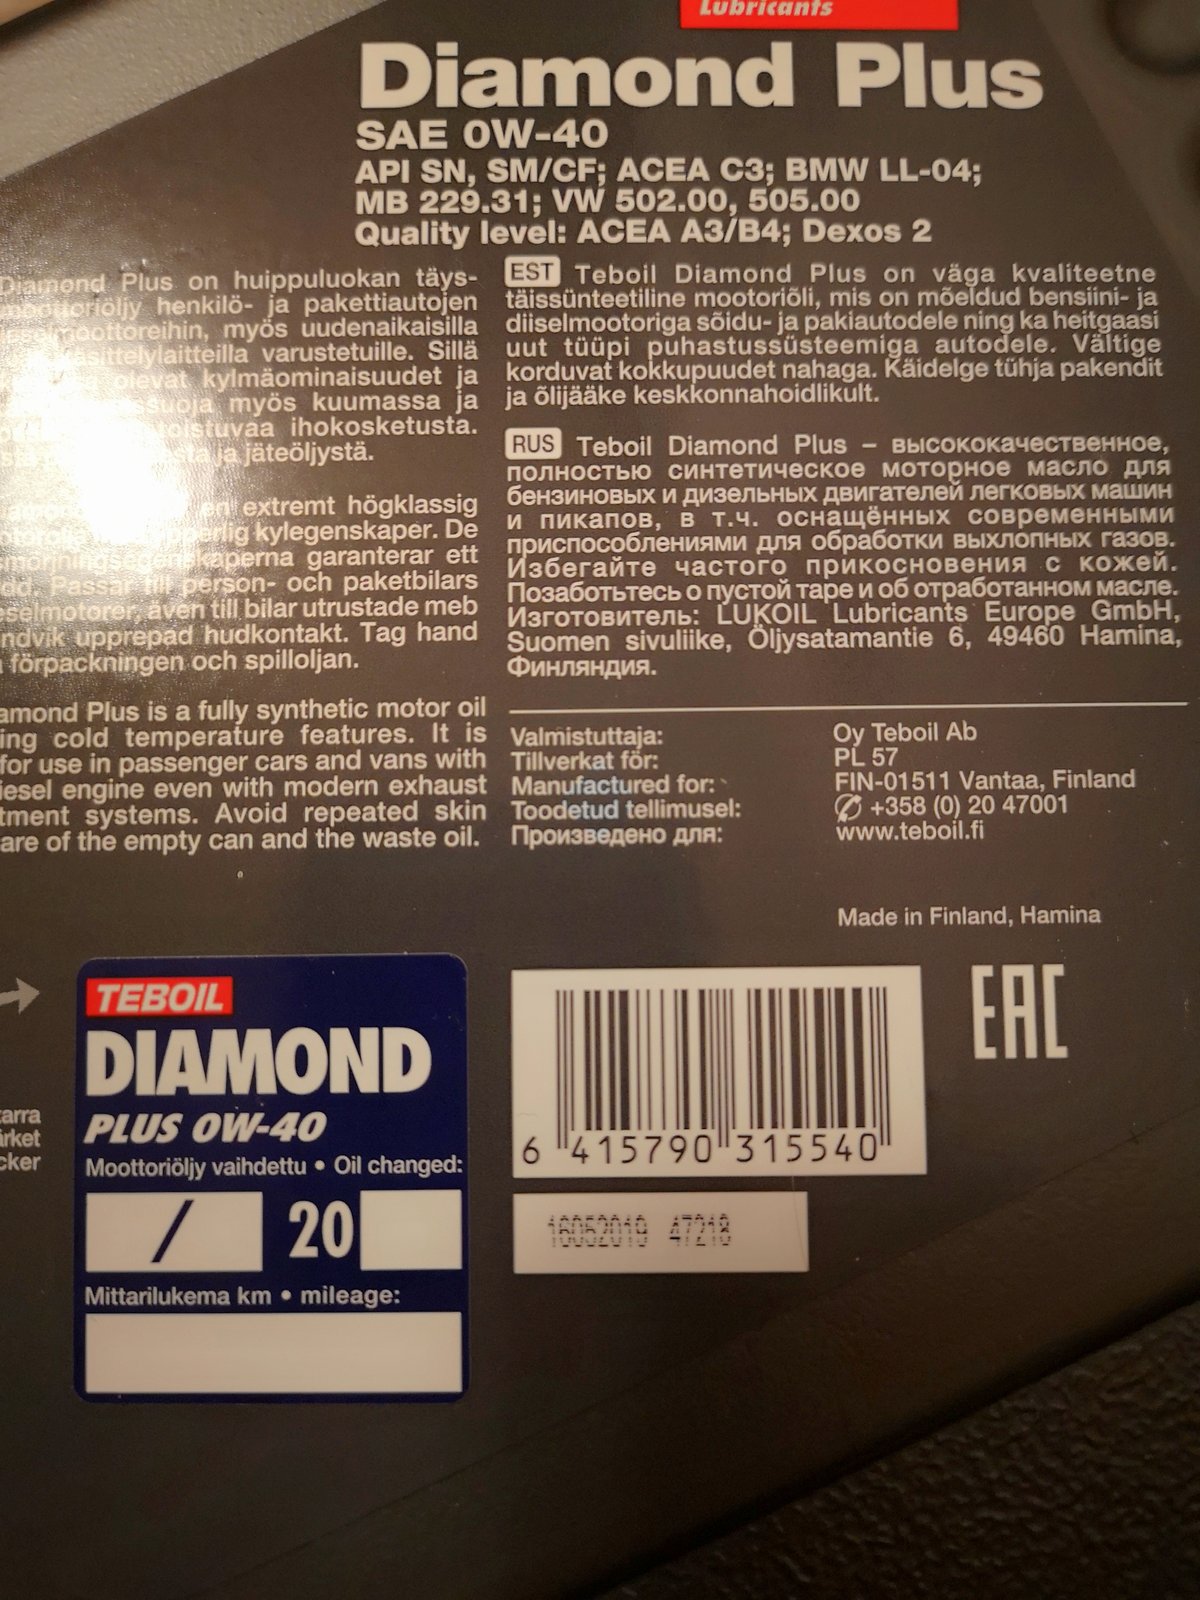 Lubricants
Diamond Plus
SAE 0W-40
API SN, SM/CF; ACEA C3; BMW LL-04;
MB 229.31; VW 502.00, 505.00
Quality level: ACEA A3/B4; Dexos 2
Diamond Plus on huippuluokan täys-
henkilö- ja pakettiautojen
myös uudenaikaisilla
varustetuille. Sillä
olevat kylmäominaisuudet ja
myös kuumassa ja
ihokosketusta.
ja jäteöljystä.
extremt högklassig
kylegenskaper. De
garanterar ett
Passar till person- och paketbilars
även till bilar utrustade meb
upprepad hudkontakt. Tag hand
förpackningen och spilloljan.
Plus is a fully synthetic motor oil
cold temperature features. It is
for use in passenger cars and vans with
engine even with modern exhaust
systems. Avoid repeated skin
of the empty can and the waste oil.
EST Teboil Diamond Plus on väga kvaliteetne
täissünteetiline mootoriõli, mis on mõeldud bensiini- ja
diiselmootoriga sõidu- ja pakiautodele ning ka heitgaasi
uut tüüpi puhastussüsteemiga autodele. Vältige
korduvat kokkupuudet nahaga. Käidelge tühja pakendit
ja õlijääke keskkonnahoidlikult.
RUS Teboil Diamond Plus – высококачественное,
полностью синтетическое моторное масло для
бензиновых и дизельных двигателей легковых машин
и пикапов, в т.ч. оснащённых современными
приспособлениями для обработки выхлопных газов.
Избегайте частого прикосновения с кожей.
Позаботьтесь о пустой таре и об отработанном масле.
Изготовитель: LUKOIL Lubricants Europe GmbH,
Suomen sivuliike, Öljysatamantie 6, 49460 Hamina,
Финляндия.
Valmistuttaja: Oy Teboil Ab
Tillverkat för: PL 57
Manufactured for: FIN-01511 Vantaa, Finland
Toodetud tellimusel: +358 (0) 20 47001
Произведено для: www.teboil.fi
Made in Finland, Hamina
TEBOIL
DIAMOND
PLUS 0W-40
Moottoriöljy vaihdettu • Oil changed:
/ 20
Mittarilukema km • mileage:
6 415790 315540
EAC
16052019 47218